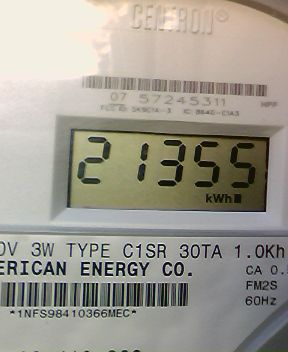 CENTRON®
07 57245311
21355
kWh
0V 3W TYPE C1SR 30TA 1.0Kh
ERICAN ENERGY CO.
CA 0.
FM2S
60Hz
*1NFS98410366MEC*